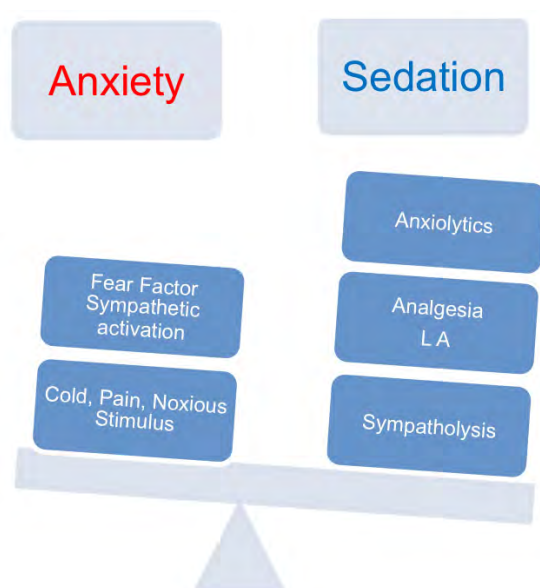 Anxiety
Sedation
Anxiolytics
Fear Factor
Sympathetic
activation
Analgesia
L A
Cold, Pain, Noxious
Stimulus
Sympatholysis